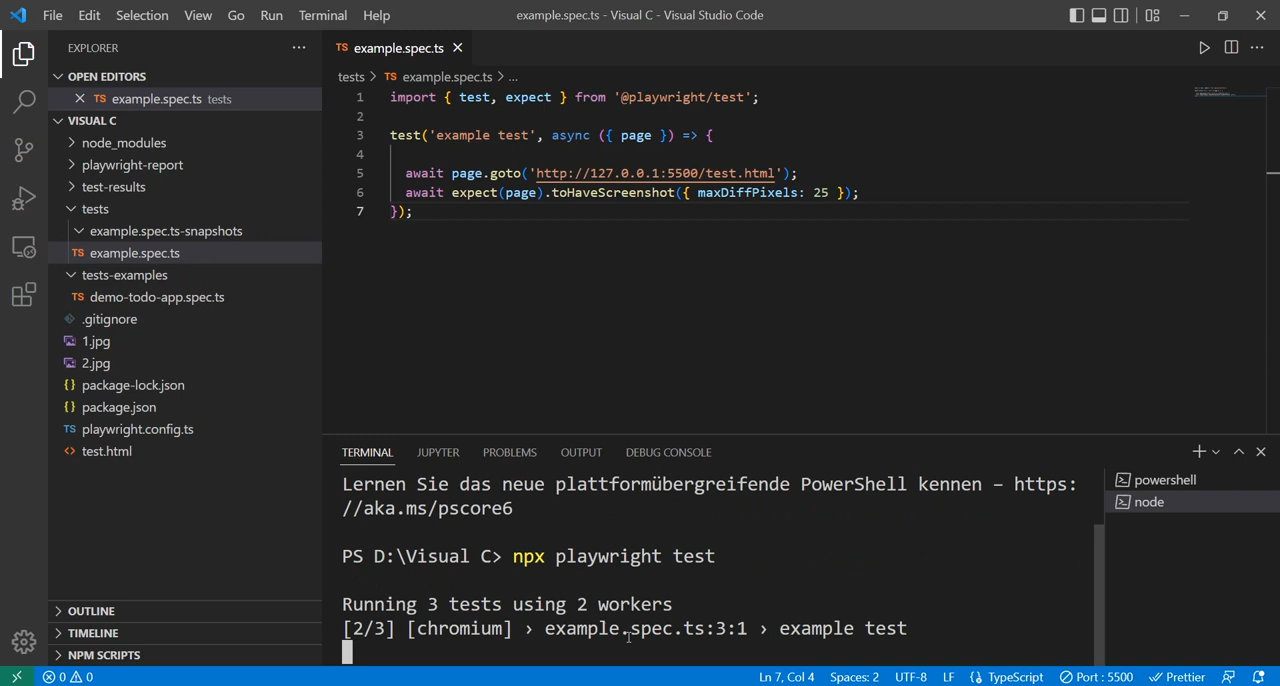 File Edit Selection View Go Run Terminal Help
example.spec.ts - Visual C - Visual Studio Code
EXPLORER
OPEN EDITORS
TS example.spec.ts tests
VISUAL C
node_modules
playwright-report
test-results
tests
example.spec.ts-snapshots
TS example.spec.ts
tests-examples
TS demo-todo-app.spec.ts
.gitignore
1.jpg
2.jpg
{} package-lock.json
{} package.json
TS playwright.config.ts
<> test.html
OUTLINE
TIMELINE
NPM SCRIPTS
TS example.spec.ts
tests > TS example.spec.ts > ...
1 import { test, expect } from '@playwright/test';
2
3 test('example test', async ({ page }) => {
4
5 await page.goto('http://127.0.0.1:5500/test.html');
6 await expect(page).toHaveScreenshot({ maxDiffPixels: 25 });
7 });
TERMINAL JUPYTER PROBLEMS OUTPUT DEBUG CONSOLE
Lernen Sie das neue plattformübergreifende PowerShell kennen – https:
//aka.ms/pscore6
PS D:\Visual C> npx playwright test
Running 3 tests using 2 workers
[2/3] [chromium] › example.spec.ts:3:1 › example test
powershell
node
0 0
Ln 7, Col 4 Spaces: 2 UTF-8 LF {} TypeScript Port : 5500 Prettier